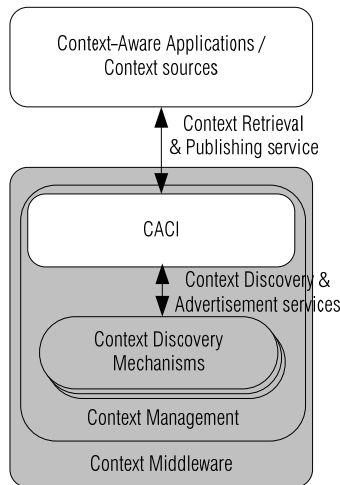 Context-Aware Applications /
Context sources
Context Retrieval
& Publishing service
CACI
Context Discovery &
Advertisement services
Context Discovery
Mechanisms
Context Management
Context Middleware